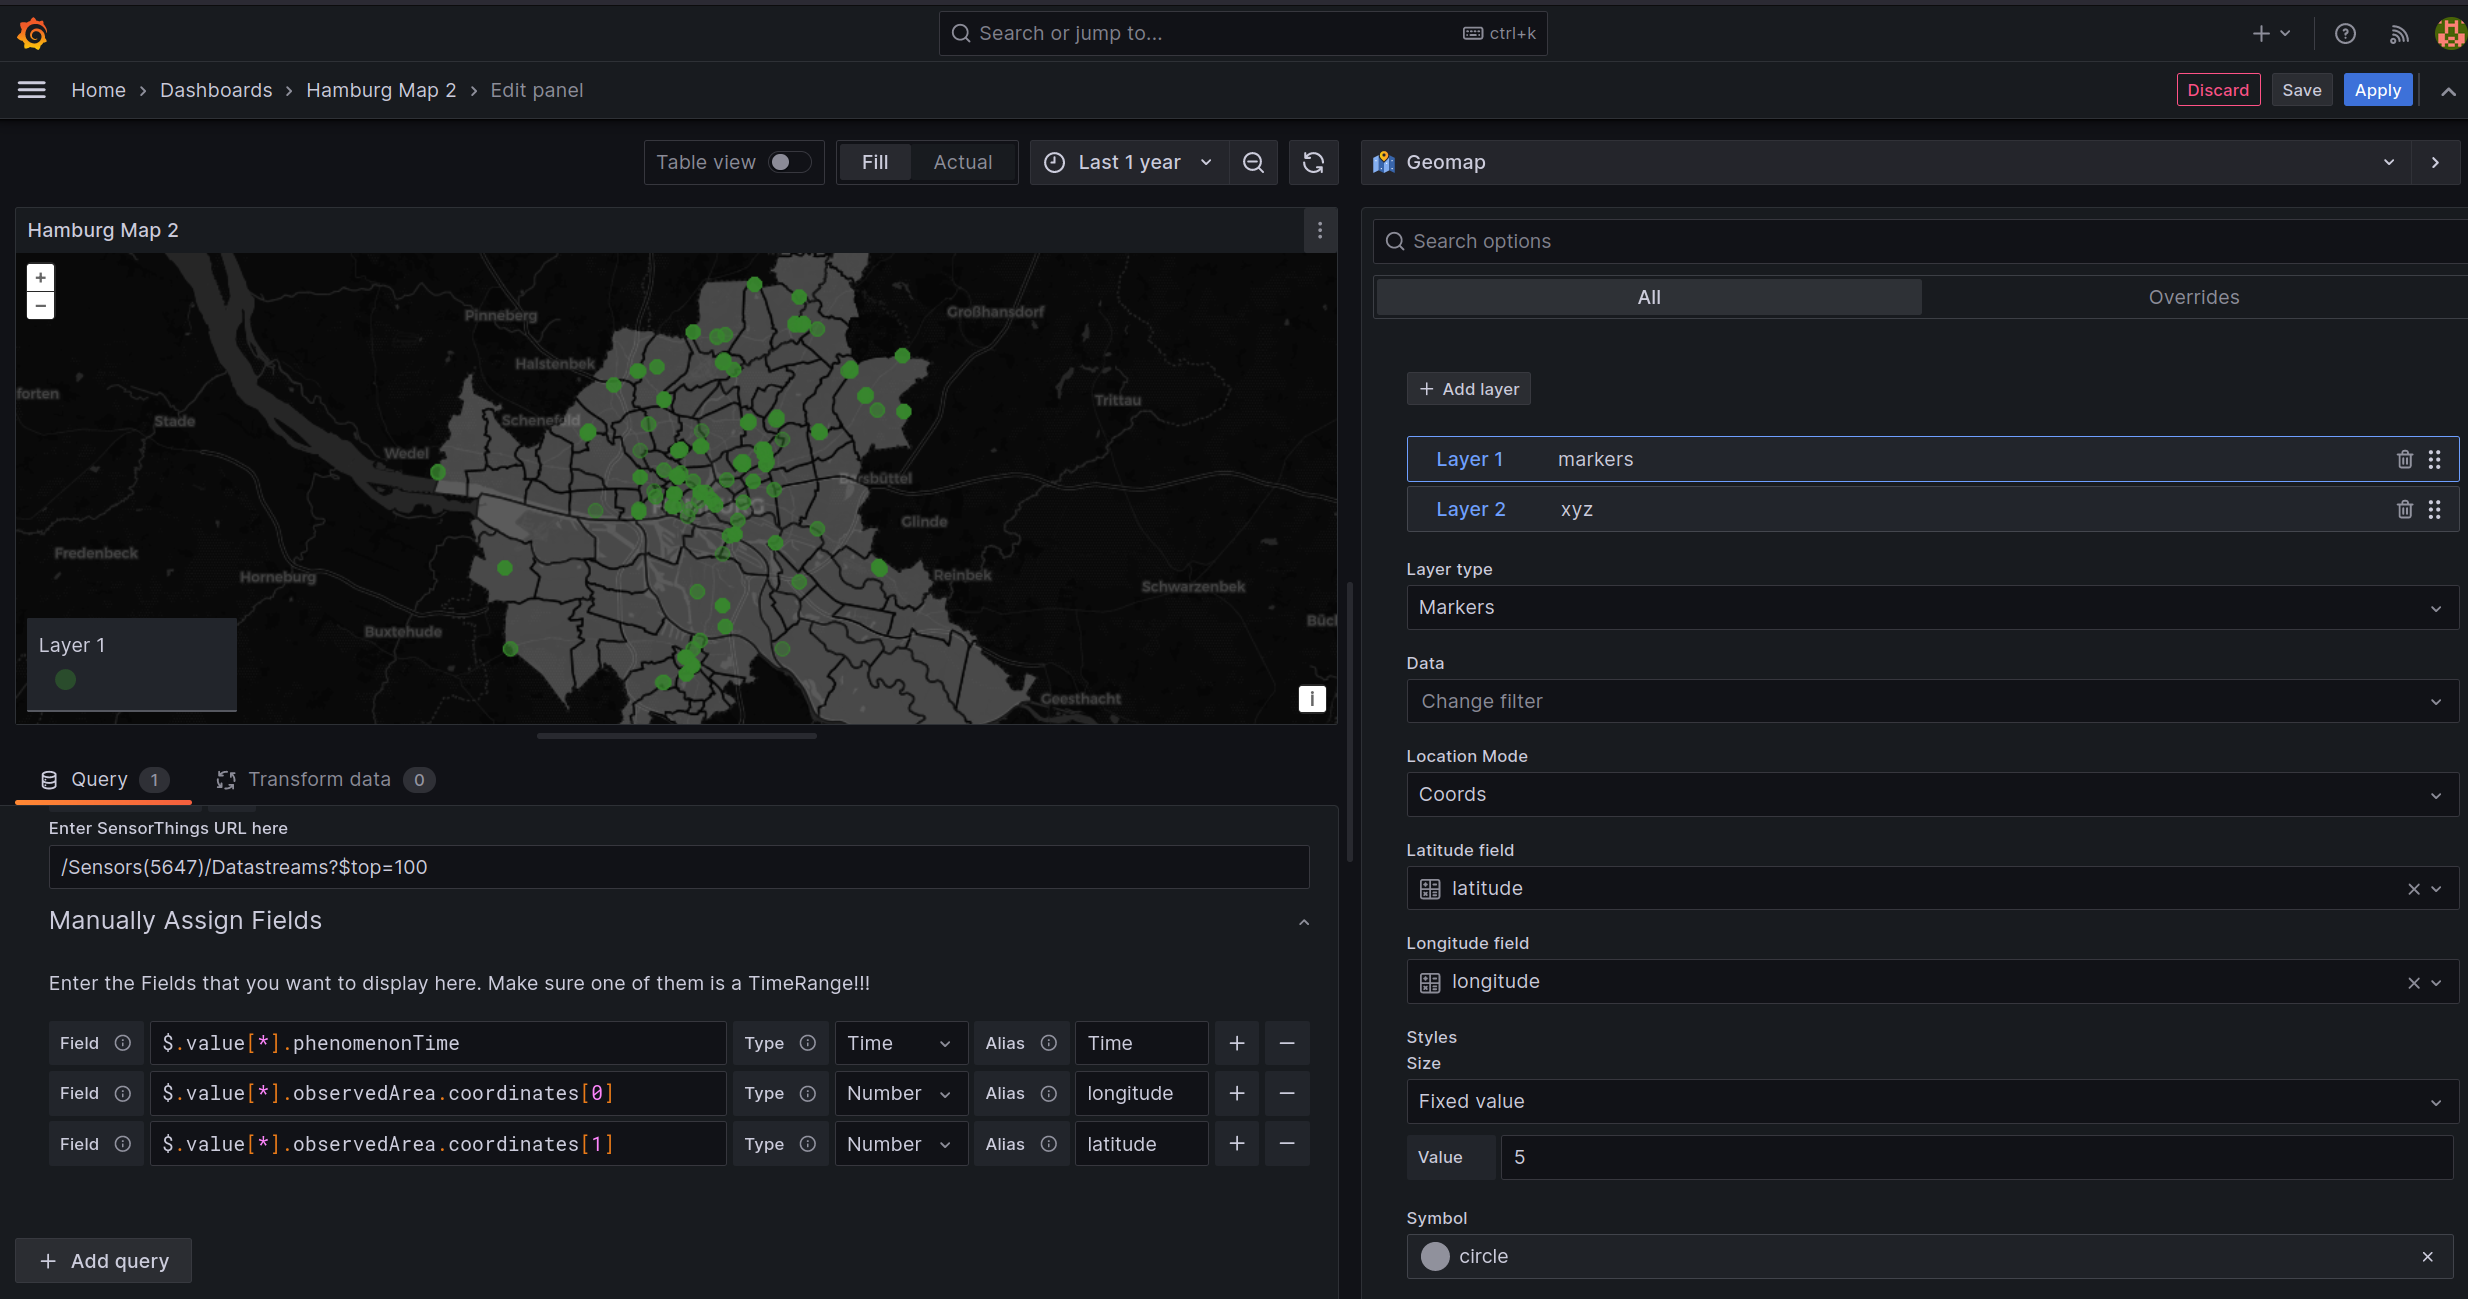 Search or jump to...
ctrl+k
Home
Dashboards
Hamburg Map 2
Edit panel
Discard
Save
Apply
Table view
Fill
Actual
Last 1 year
Geomap
Hamburg Map 2
+
−
Pinneberg
Großhansdorf
Halstenbek
forten
Trittau
Stade
Schenefeld
Wedel
Barsbüttel
Glinde
Fredenbeck
Horneburg
Reinbek
Schwarzenbek
Buxtehude
Büch
Geesthacht
Layer 1
i
Query
1
Transform data
0
Enter SensorThings URL here
/Sensors(5647)/Datastreams?$top=100
Manually Assign Fields
Enter the Fields that you want to display here. Make sure one of them is a TimeRange!!!
Field $.value[*].phenomenonTime Type Time Alias Time + −
Field $.value[*].observedArea.coordinates[0] Type Number Alias longitude + −
Field $.value[*].observedArea.coordinates[1] Type Number Alias latitude + −
+ Add query
Search options
All
Overrides
+ Add layer
Layer 1 markers
Layer 2 xyz
Layer type
Markers
Data
Change filter
Location Mode
Coords
Latitude field
latitude
Longitude field
longitude
Styles
Size
Fixed value
Value 5
Symbol
circle